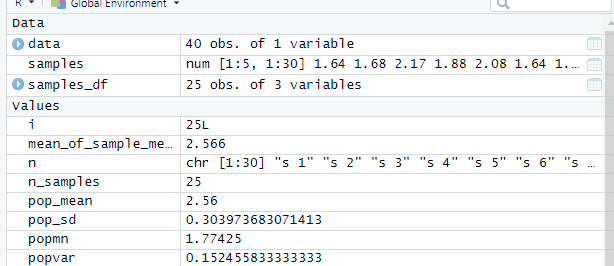 R Global Environment
Data
data 40 obs. of 1 variable
samples num [1:5, 1:30] 1.64 1.68 2.17 1.88 2.08 1.64 1.…
samples_df 25 obs. of 3 variables
Values
i 25L
mean_of_sample_me… 2.566
n chr [1:30] "s 1" "s 2" "s 3" "s 4" "s 5" "s 6" "s …
n_samples 25
pop_mean 2.56
pop_sd 0.303973683071413
popmn 1.77425
popvar 0.152455833333333